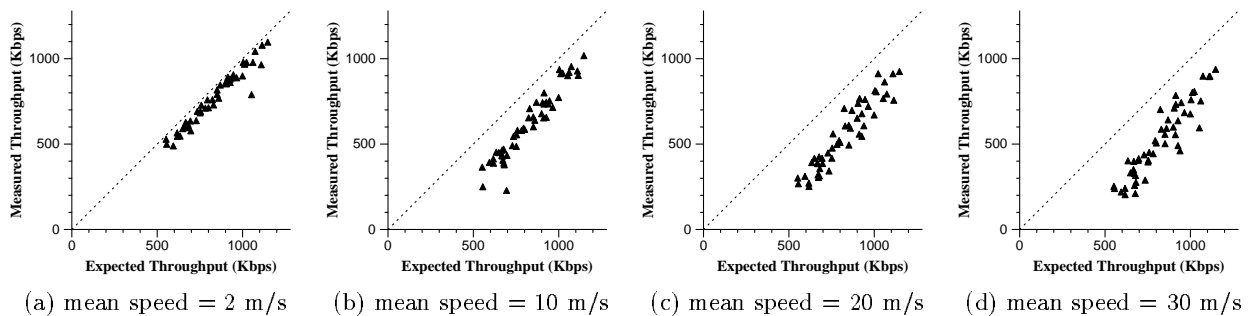 Measured Throughput (Kbps)
1000
500
0
0 500 1000
Expected Throughput (Kbps)
(a) mean speed = 2 m/s
Measured Throughput (Kbps)
1000
500
0
0 500 1000
Expected Throughput (Kbps)
(b) mean speed = 10 m/s
Measured Throughput (Kbps)
1000
500
0
0 500 1000
Expected Throughput (Kbps)
(c) mean speed = 20 m/s
Measured Throughput (Kbps)
1000
500
0
0 500 1000
Expected Throughput (Kbps)
(d) mean speed = 30 m/s